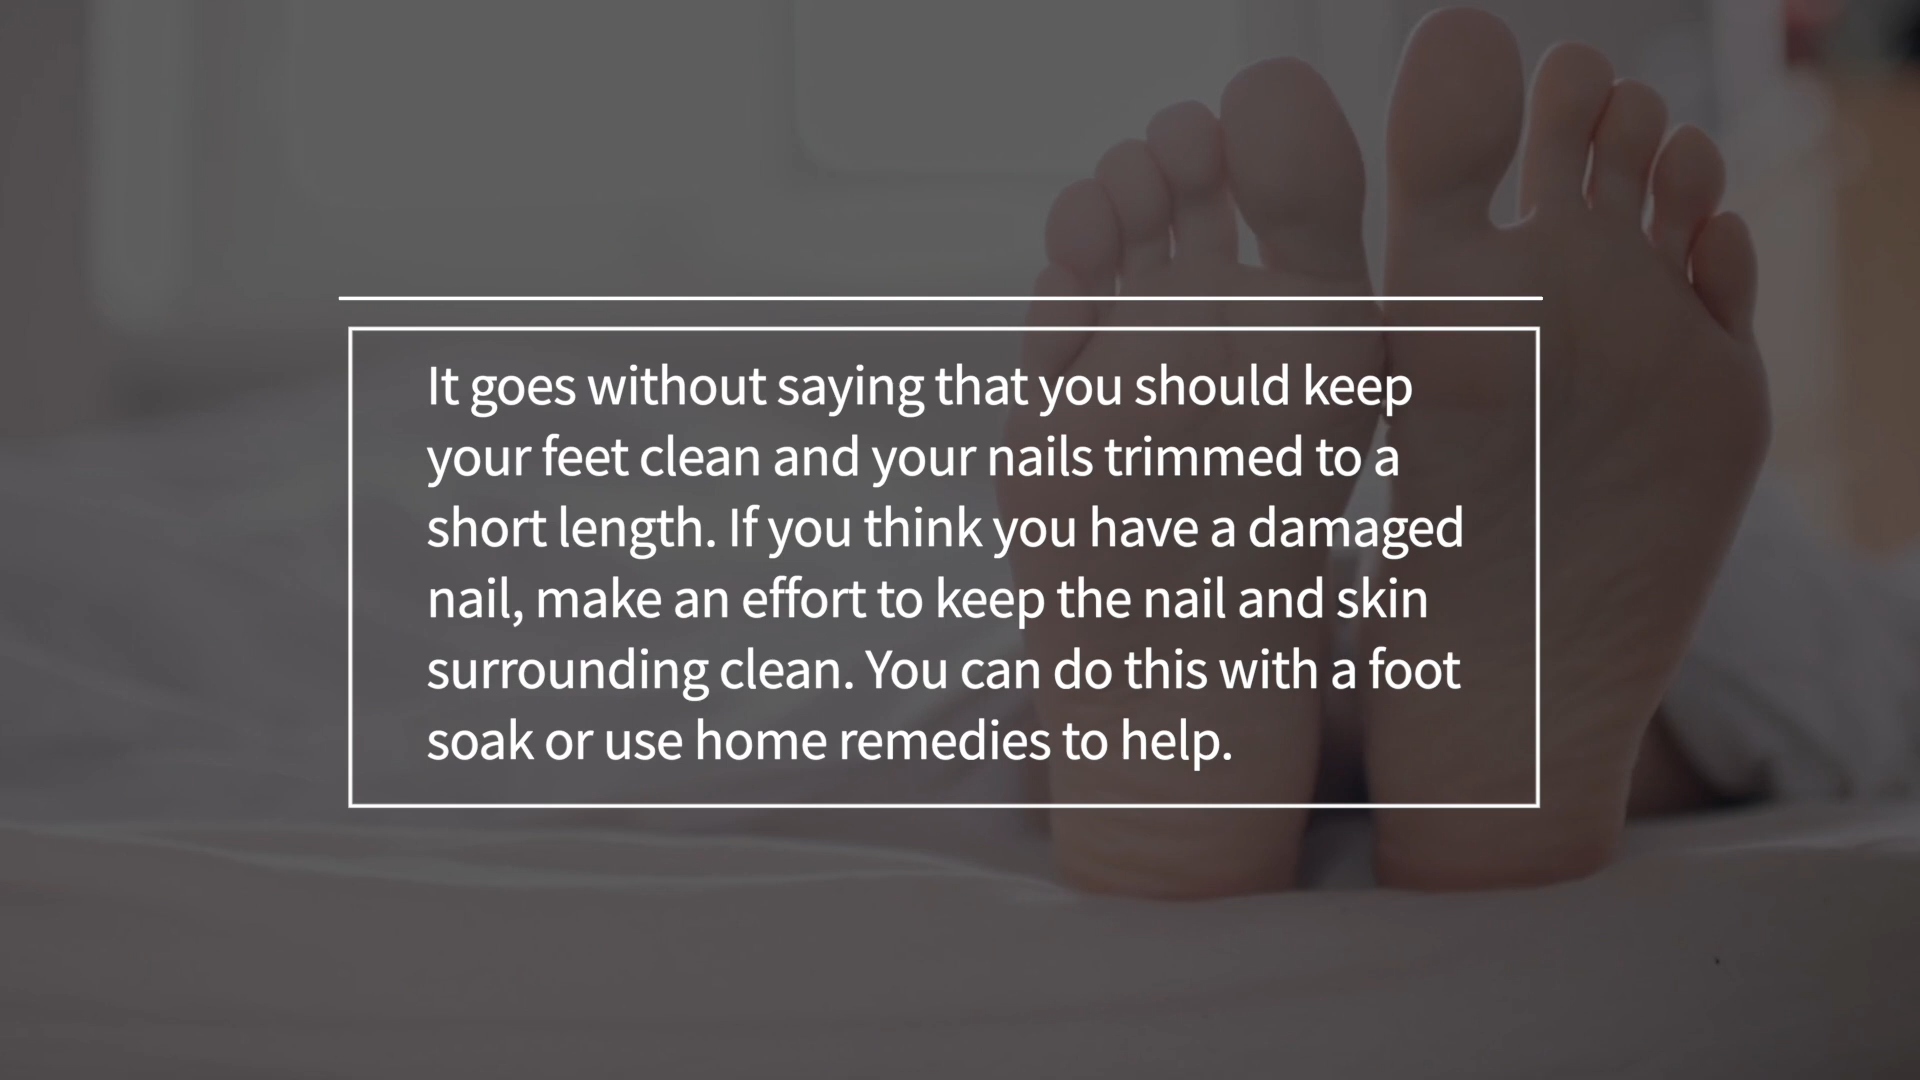 It goes without saying that you should keep
your feet clean and your nails trimmed to a
short length. If you think you have a damaged
nail, make an effort to keep the nail and skin
surrounding clean. You can do this with a foot
soak or use home remedies to help.